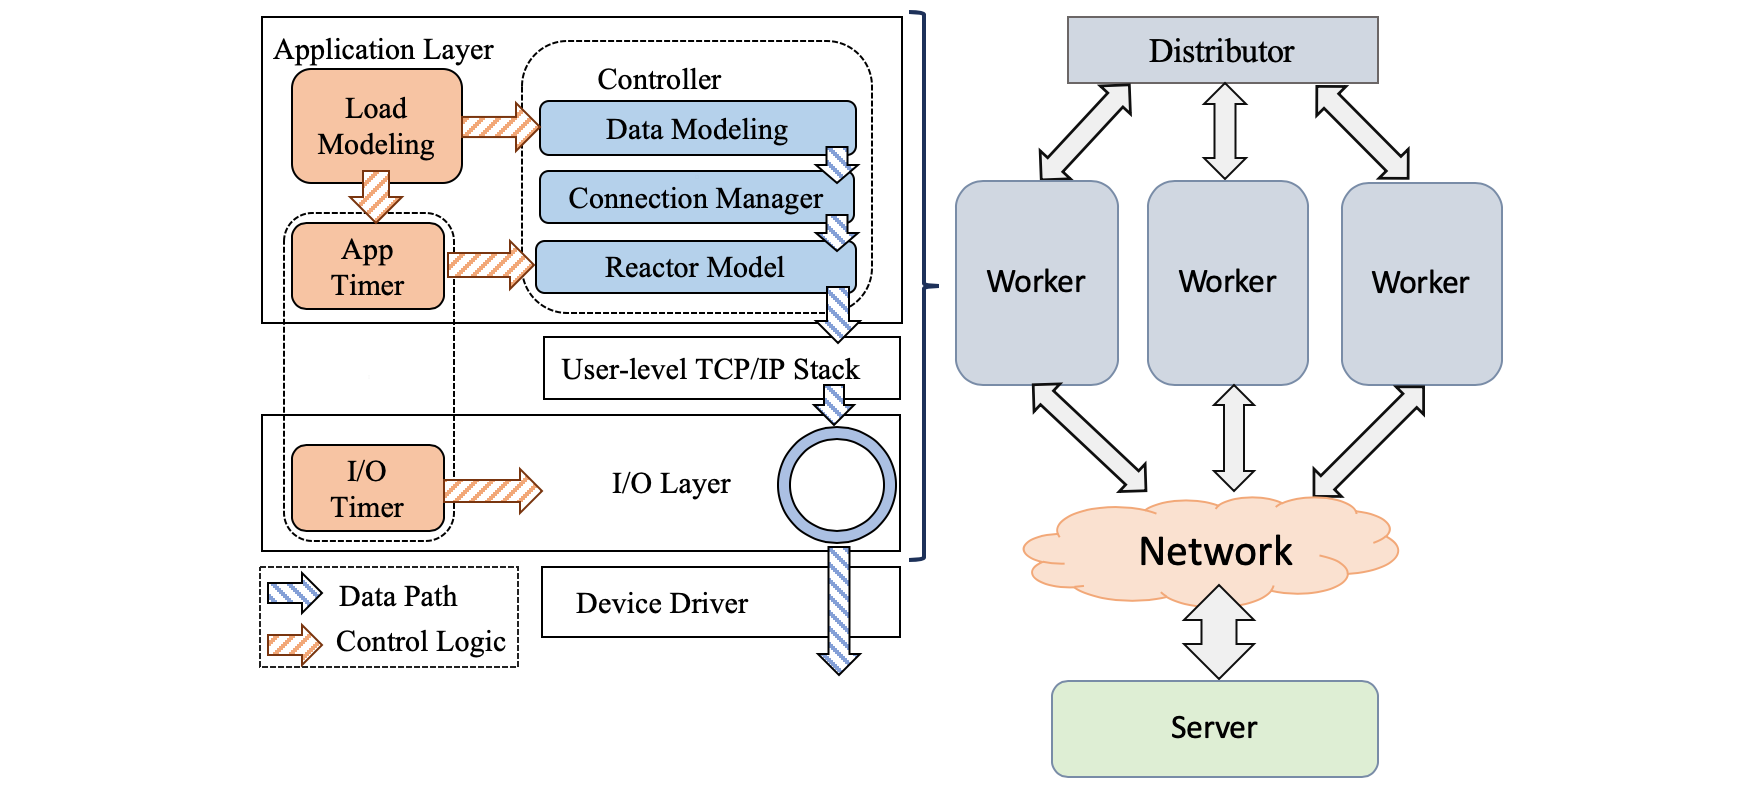 Application Layer
Load
Modeling
Controller
Data Modeling
Connection Manager
App
Timer
Reactor Model
User-level TCP/IP Stack
I/O
Timer
I/O Layer
Data Path
Control Logic
Device Driver
Distributor
Worker
Worker
Worker
Network
Server